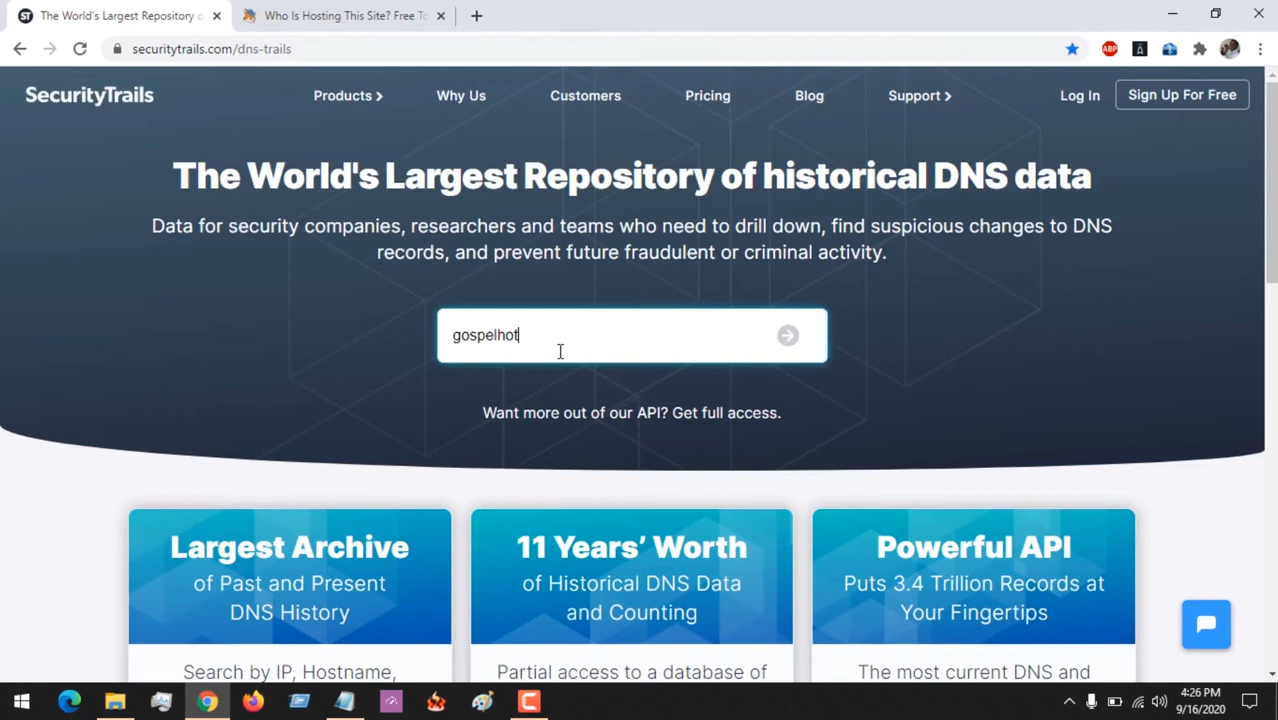 The World's Largest Repository o
Who Is Hosting This Site? Free To
securitytrails.com/dns-trails
ABP
SecurityTrails
Products
Why Us
Customers
Pricing
Blog
Support
Log In
Sign Up For Free
The World's Largest Repository of historical DNS data
Data for security companies, researchers and teams who need to drill down, find suspicious changes to DNS
records, and prevent future fraudulent or criminal activity.
gospelhot
Want more out of our API? Get full access.
Largest Archive
of Past and Present
DNS History
Search by IP, Hostname,
11 Years’ Worth
of Historical DNS Data
and Counting
Partial access to a database of
Powerful API
Puts 3.4 Trillion Records at
Your Fingertips
The most current DNS and
4:26 PM
9/16/2020